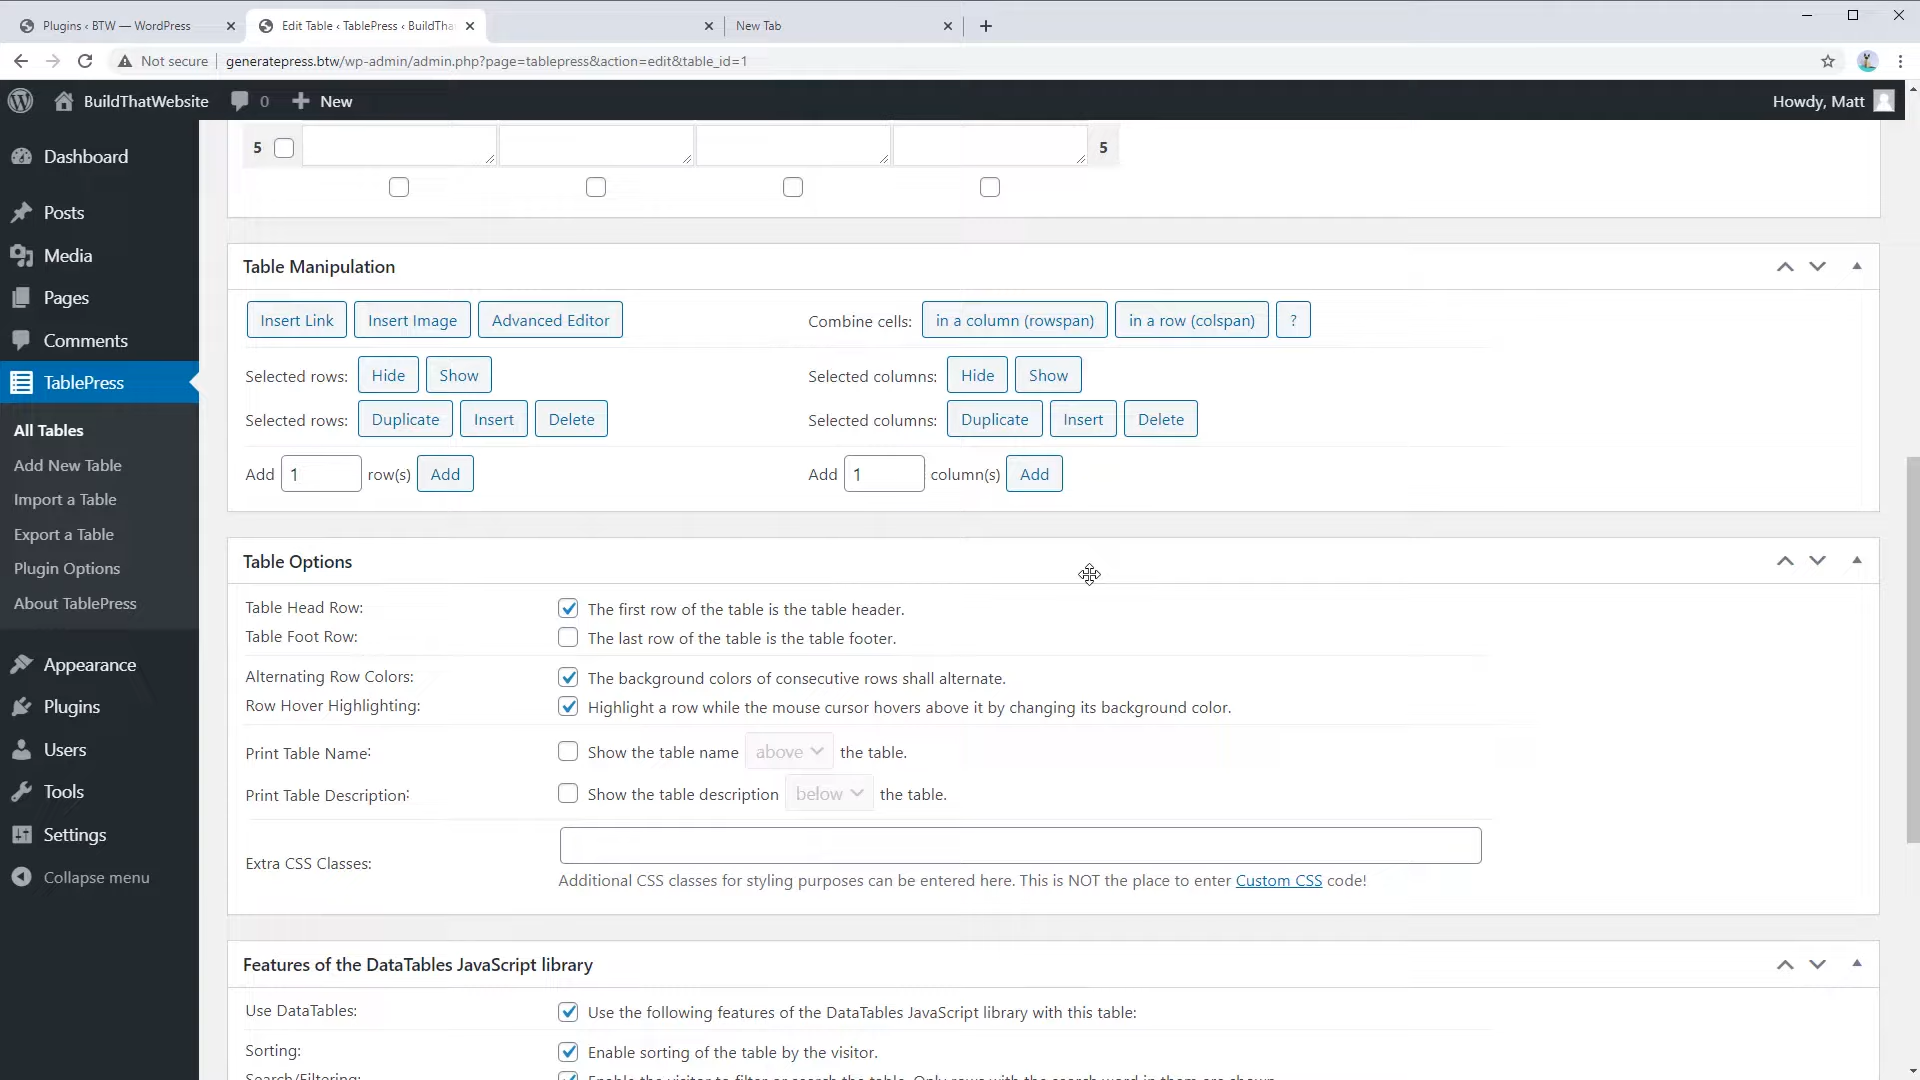 Plugins ‹ BTW — WordPress
Edit Table ‹ TablePress ‹ BuildTha
New Tab
Not secure
generatepress.btw/wp-admin/admin.php?page=tablepress&action=edit&table_id=1
BuildThatWebsite
0
New
Howdy, Matt
Dashboard
Posts
Media
Pages
Comments
TablePress
All Tables
Add New Table
Import a Table
Export a Table
Plugin Options
About TablePress
Appearance
Plugins
Users
Tools
Settings
Collapse menu
5 5
Table Manipulation
Insert Link Insert Image Advanced Editor Combine cells: in a column (rowspan) in a row (colspan) ?
Selected rows: Hide Show Selected columns: Hide Show
Selected rows: Duplicate Insert Delete Selected columns: Duplicate Insert Delete
Add 1 row(s) Add Add 1 column(s) Add
Table Options
Table Head Row: The first row of the table is the table header.
Table Foot Row: The last row of the table is the table footer.
Alternating Row Colors: The background colors of consecutive rows shall alternate.
Row Hover Highlighting: Highlight a row while the mouse cursor hovers above it by changing its background color.
Print Table Name: Show the table name above the table.
Print Table Description: Show the table description below the table.
Extra CSS Classes:
Additional CSS classes for styling purposes can be entered here. This is NOT the place to enter Custom CSS code!
Features of the DataTables JavaScript library
Use DataTables: Use the following features of the DataTables JavaScript library with this table:
Sorting: Enable sorting of the table by the visitor.
Search/Filtering: Enable the visitor to filter or search the table. Only rows with the search word in them are shown.